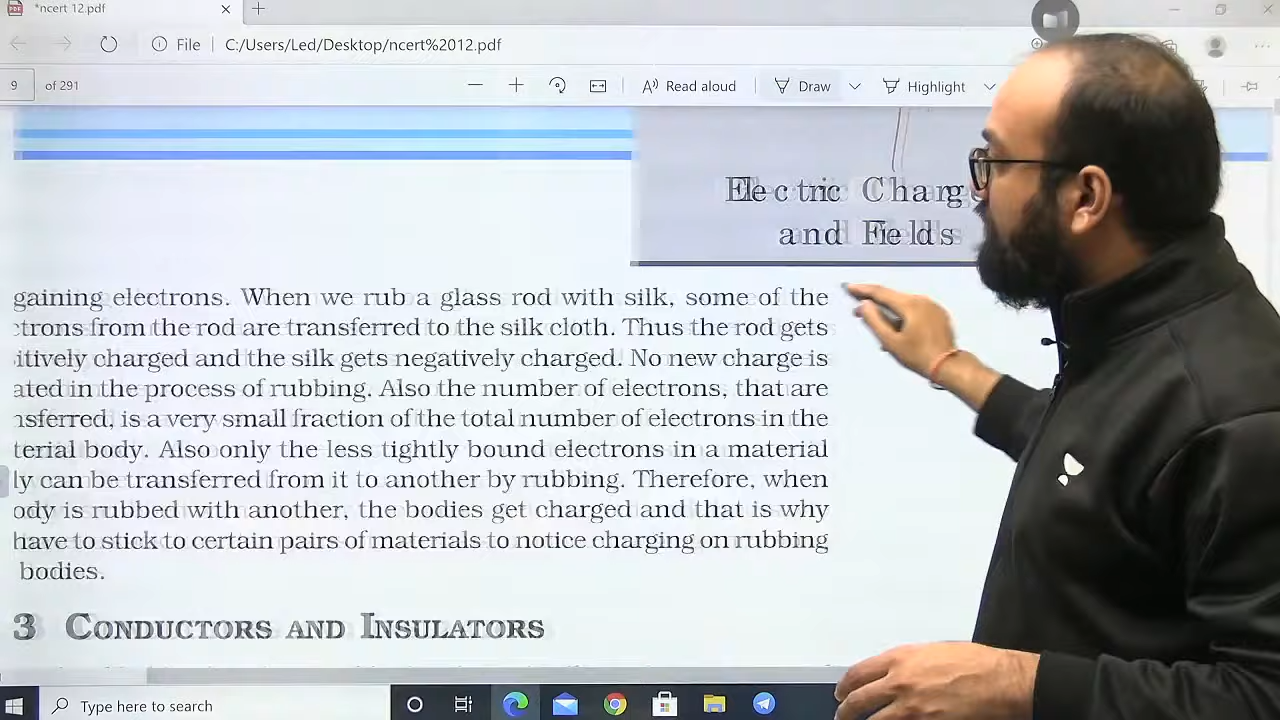 *ncert 12.pdf
File
C:/Users/Led/Desktop/ncert%2012.pdf
9 of 291
Read aloud
Draw
Highlight
Electric Charg
and Fields
gaining electrons. When we rub a glass rod with silk, some of the
ctrons from the rod are transferred to the silk cloth. Thus the rod gets
itively charged and the silk gets negatively charged. No new charge is
ated in the process of rubbing. Also the number of electrons, that are
nsferred, is a very small fraction of the total number of electrons in the
terial body. Also only the less tightly bound electrons in a material
ly can be transferred from it to another by rubbing. Therefore, when
ody is rubbed with another, the bodies get charged and that is why
have to stick to certain pairs of materials to notice charging on rubbing
bodies.
3 CONDUCTORS AND INSULATORS
Type here to search